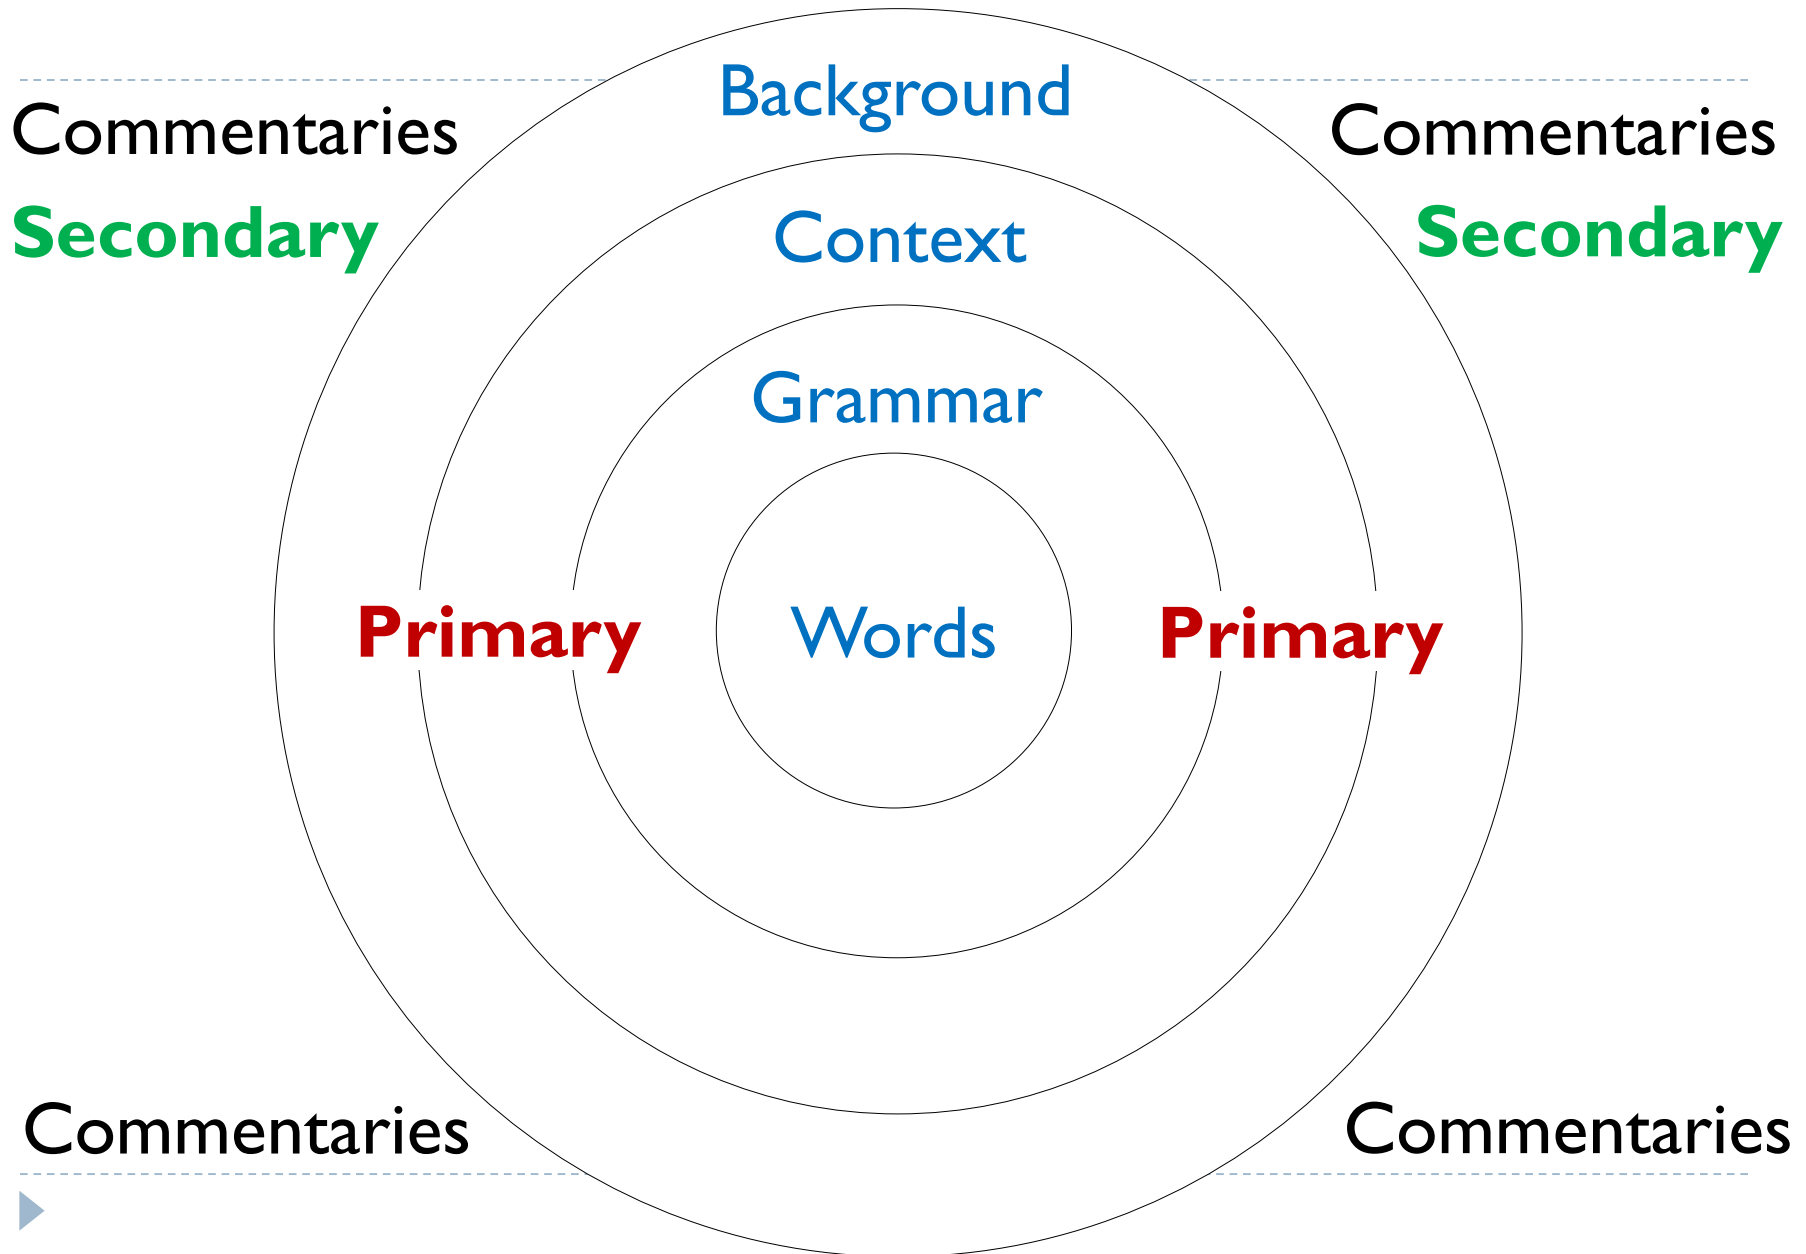 Background
Commentaries
Commentaries
Secondary
Context
Secondary
Grammar
Primary
Words
Primary
Commentaries
Commentaries